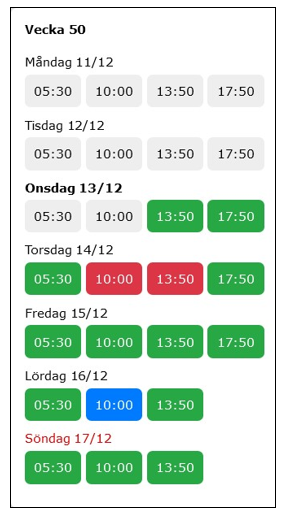 Vecka 50
Måndag 11/12
05:30 10:00 13:50 17:50
Tisdag 12/12
05:30 10:00 13:50 17:50
Onsdag 13/12
05:30 10:00 13:50 17:50
Torsdag 14/12
05:30 10:00 13:50 17:50
Fredag 15/12
05:30 10:00 13:50 17:50
Lördag 16/12
05:30 10:00 13:50
Söndag 17/12
05:30 10:00 13:50